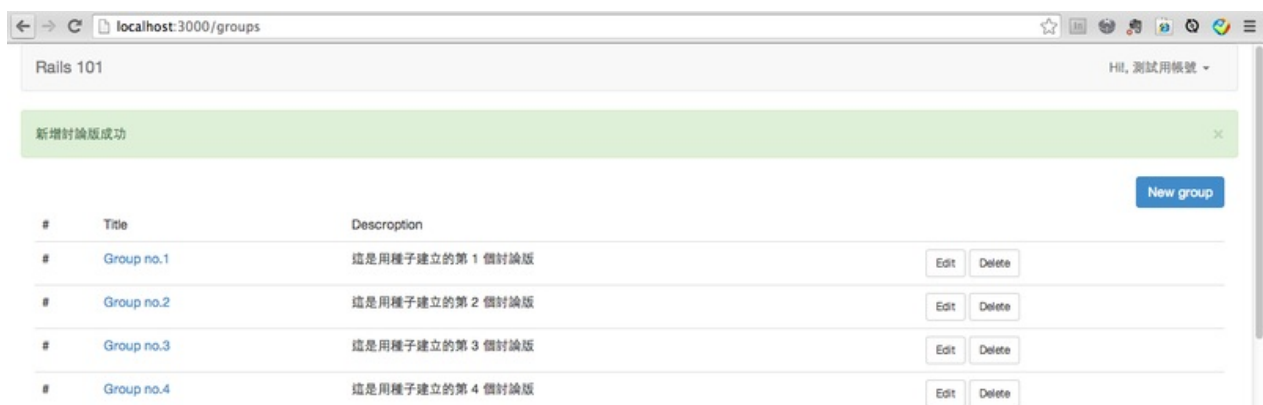 localhost:3000/groups
Rails 101
Hi!, 測試用帳號
新增討論版成功
×
New group
# Title Descroption
# Group no.1 這是用種子建立的第 1 個討論版 Edit Delete
# Group no.2 這是用種子建立的第 2 個討論版 Edit Delete
# Group no.3 這是用種子建立的第 3 個討論版 Edit Delete
# Group no.4 這是用種子建立的第 4 個討論版 Edit Delete